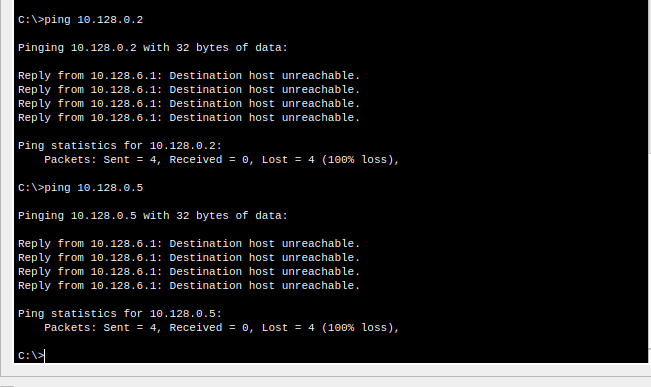 C:\>ping 10.128.0.2
Pinging 10.128.0.2 with 32 bytes of data:
Reply from 10.128.6.1: Destination host unreachable.
Reply from 10.128.6.1: Destination host unreachable.
Reply from 10.128.6.1: Destination host unreachable.
Reply from 10.128.6.1: Destination host unreachable.
Ping statistics for 10.128.0.2:
    Packets: Sent = 4, Received = 0, Lost = 4 (100% loss),
C:\>ping 10.128.0.5
Pinging 10.128.0.5 with 32 bytes of data:
Reply from 10.128.6.1: Destination host unreachable.
Reply from 10.128.6.1: Destination host unreachable.
Reply from 10.128.6.1: Destination host unreachable.
Reply from 10.128.6.1: Destination host unreachable.
Ping statistics for 10.128.0.5:
    Packets: Sent = 4, Received = 0, Lost = 4 (100% loss),
C:\>